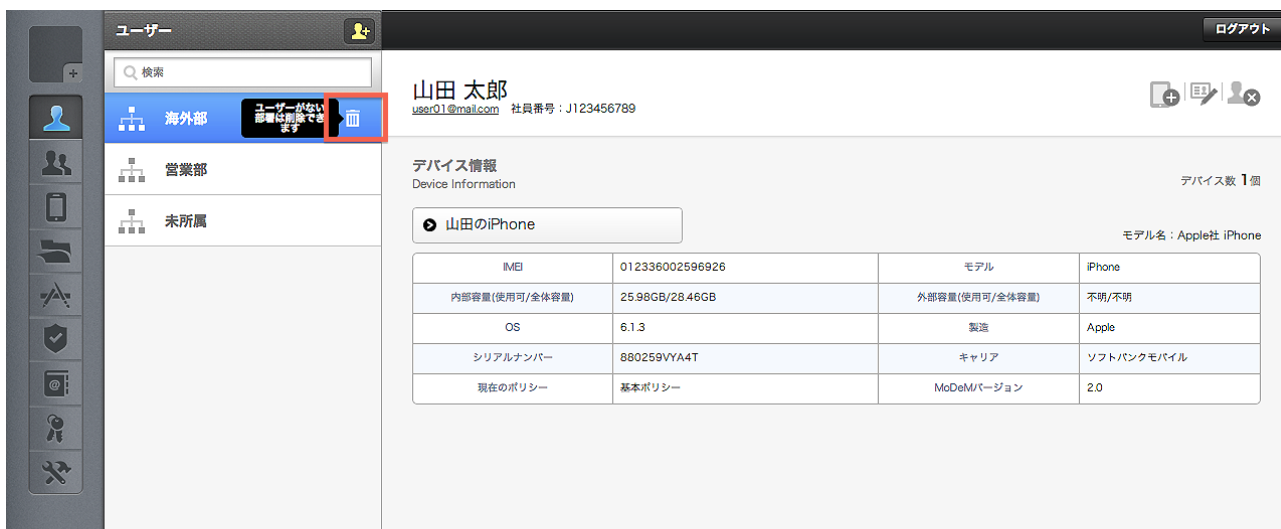 ユーザー
ログアウト
検索
海外部
ユーザーがない
部署は削除でき
ます
営業部
未所属
山田 太郎
user01@mail.com 社員番号：J123456789
デバイス情報
Device Information
デバイス数 1個
山田のiPhone
モデル名：Apple社 iPhone
IMEI 012336002596926 モデル iPhone
内部容量(使用可/全体容量) 25.98GB/28.46GB 外部容量(使用可/全体容量) 不明/不明
OS 6.1.3 製造 Apple
シリアルナンバー 880259VYA4T キャリア ソフトバンクモバイル
現在のポリシー 基本ポリシー MoDeMバージョン 2.0